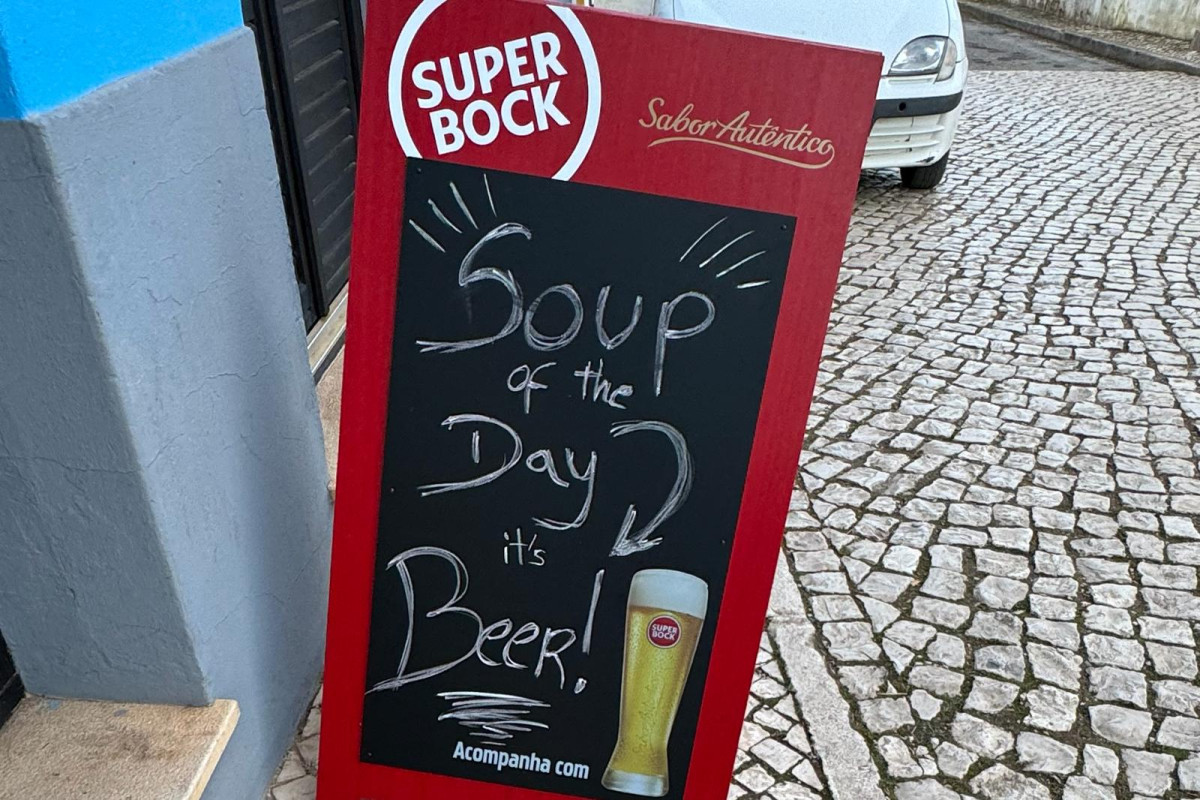 SUPER
BOCK
Sabor Autêntico
Soup
of the
Day
it's
Beer!
SUPER
BOCK
Acompanha com